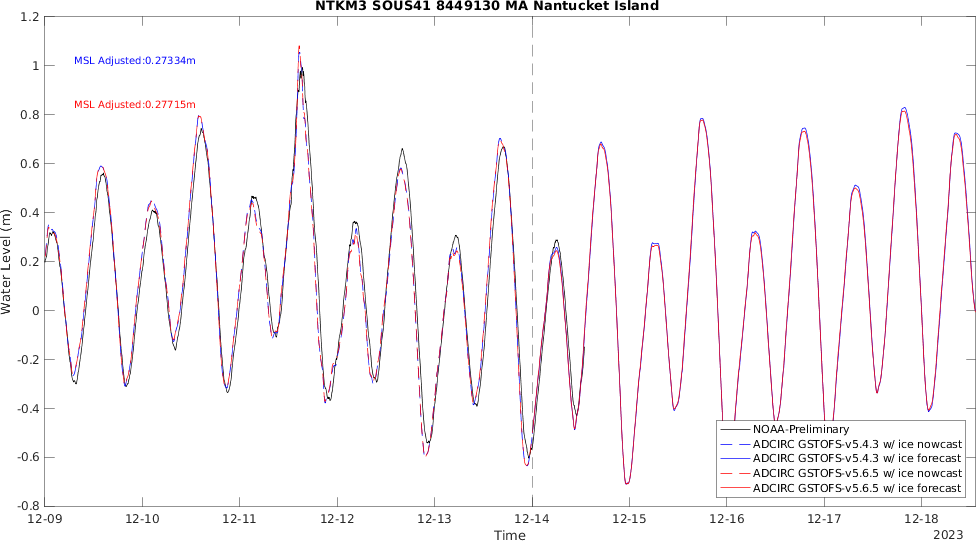 NTKM3 SOUS41 8449130 MA Nantucket Island
1.2
1
0.8
0.6
0.4
0.2
0
-0.2
-0.4
-0.6
-0.8
Water Level (m)
MSL Adjusted:0.27334m
MSL Adjusted:0.27715m
NOAA-Preliminary
ADCIRC GSTOFS-v5.4.3 w/ ice nowcast
ADCIRC GSTOFS-v5.4.3 w/ ice forecast
ADCIRC GSTOFS-v5.6.5 w/ ice nowcast
ADCIRC GSTOFS-v5.6.5 w/ ice forecast
12-09 12-10 12-11 12-12 12-13 12-14 12-15 12-16 12-17 12-18
Time
2023